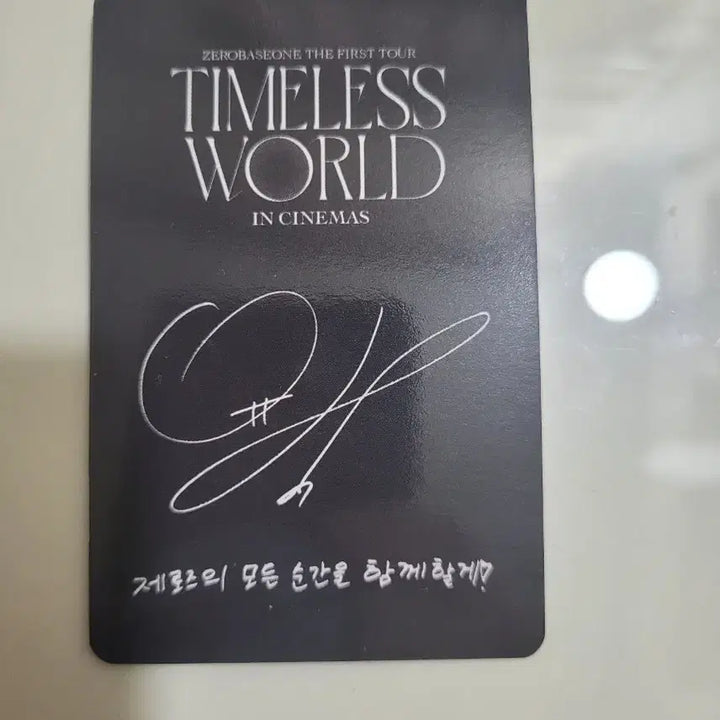 ZEROBASEONE THE FIRST TOUR
TIMELESS
WORLD
IN CINEMAS
제로즈의 모든 순간을 함께할게♡